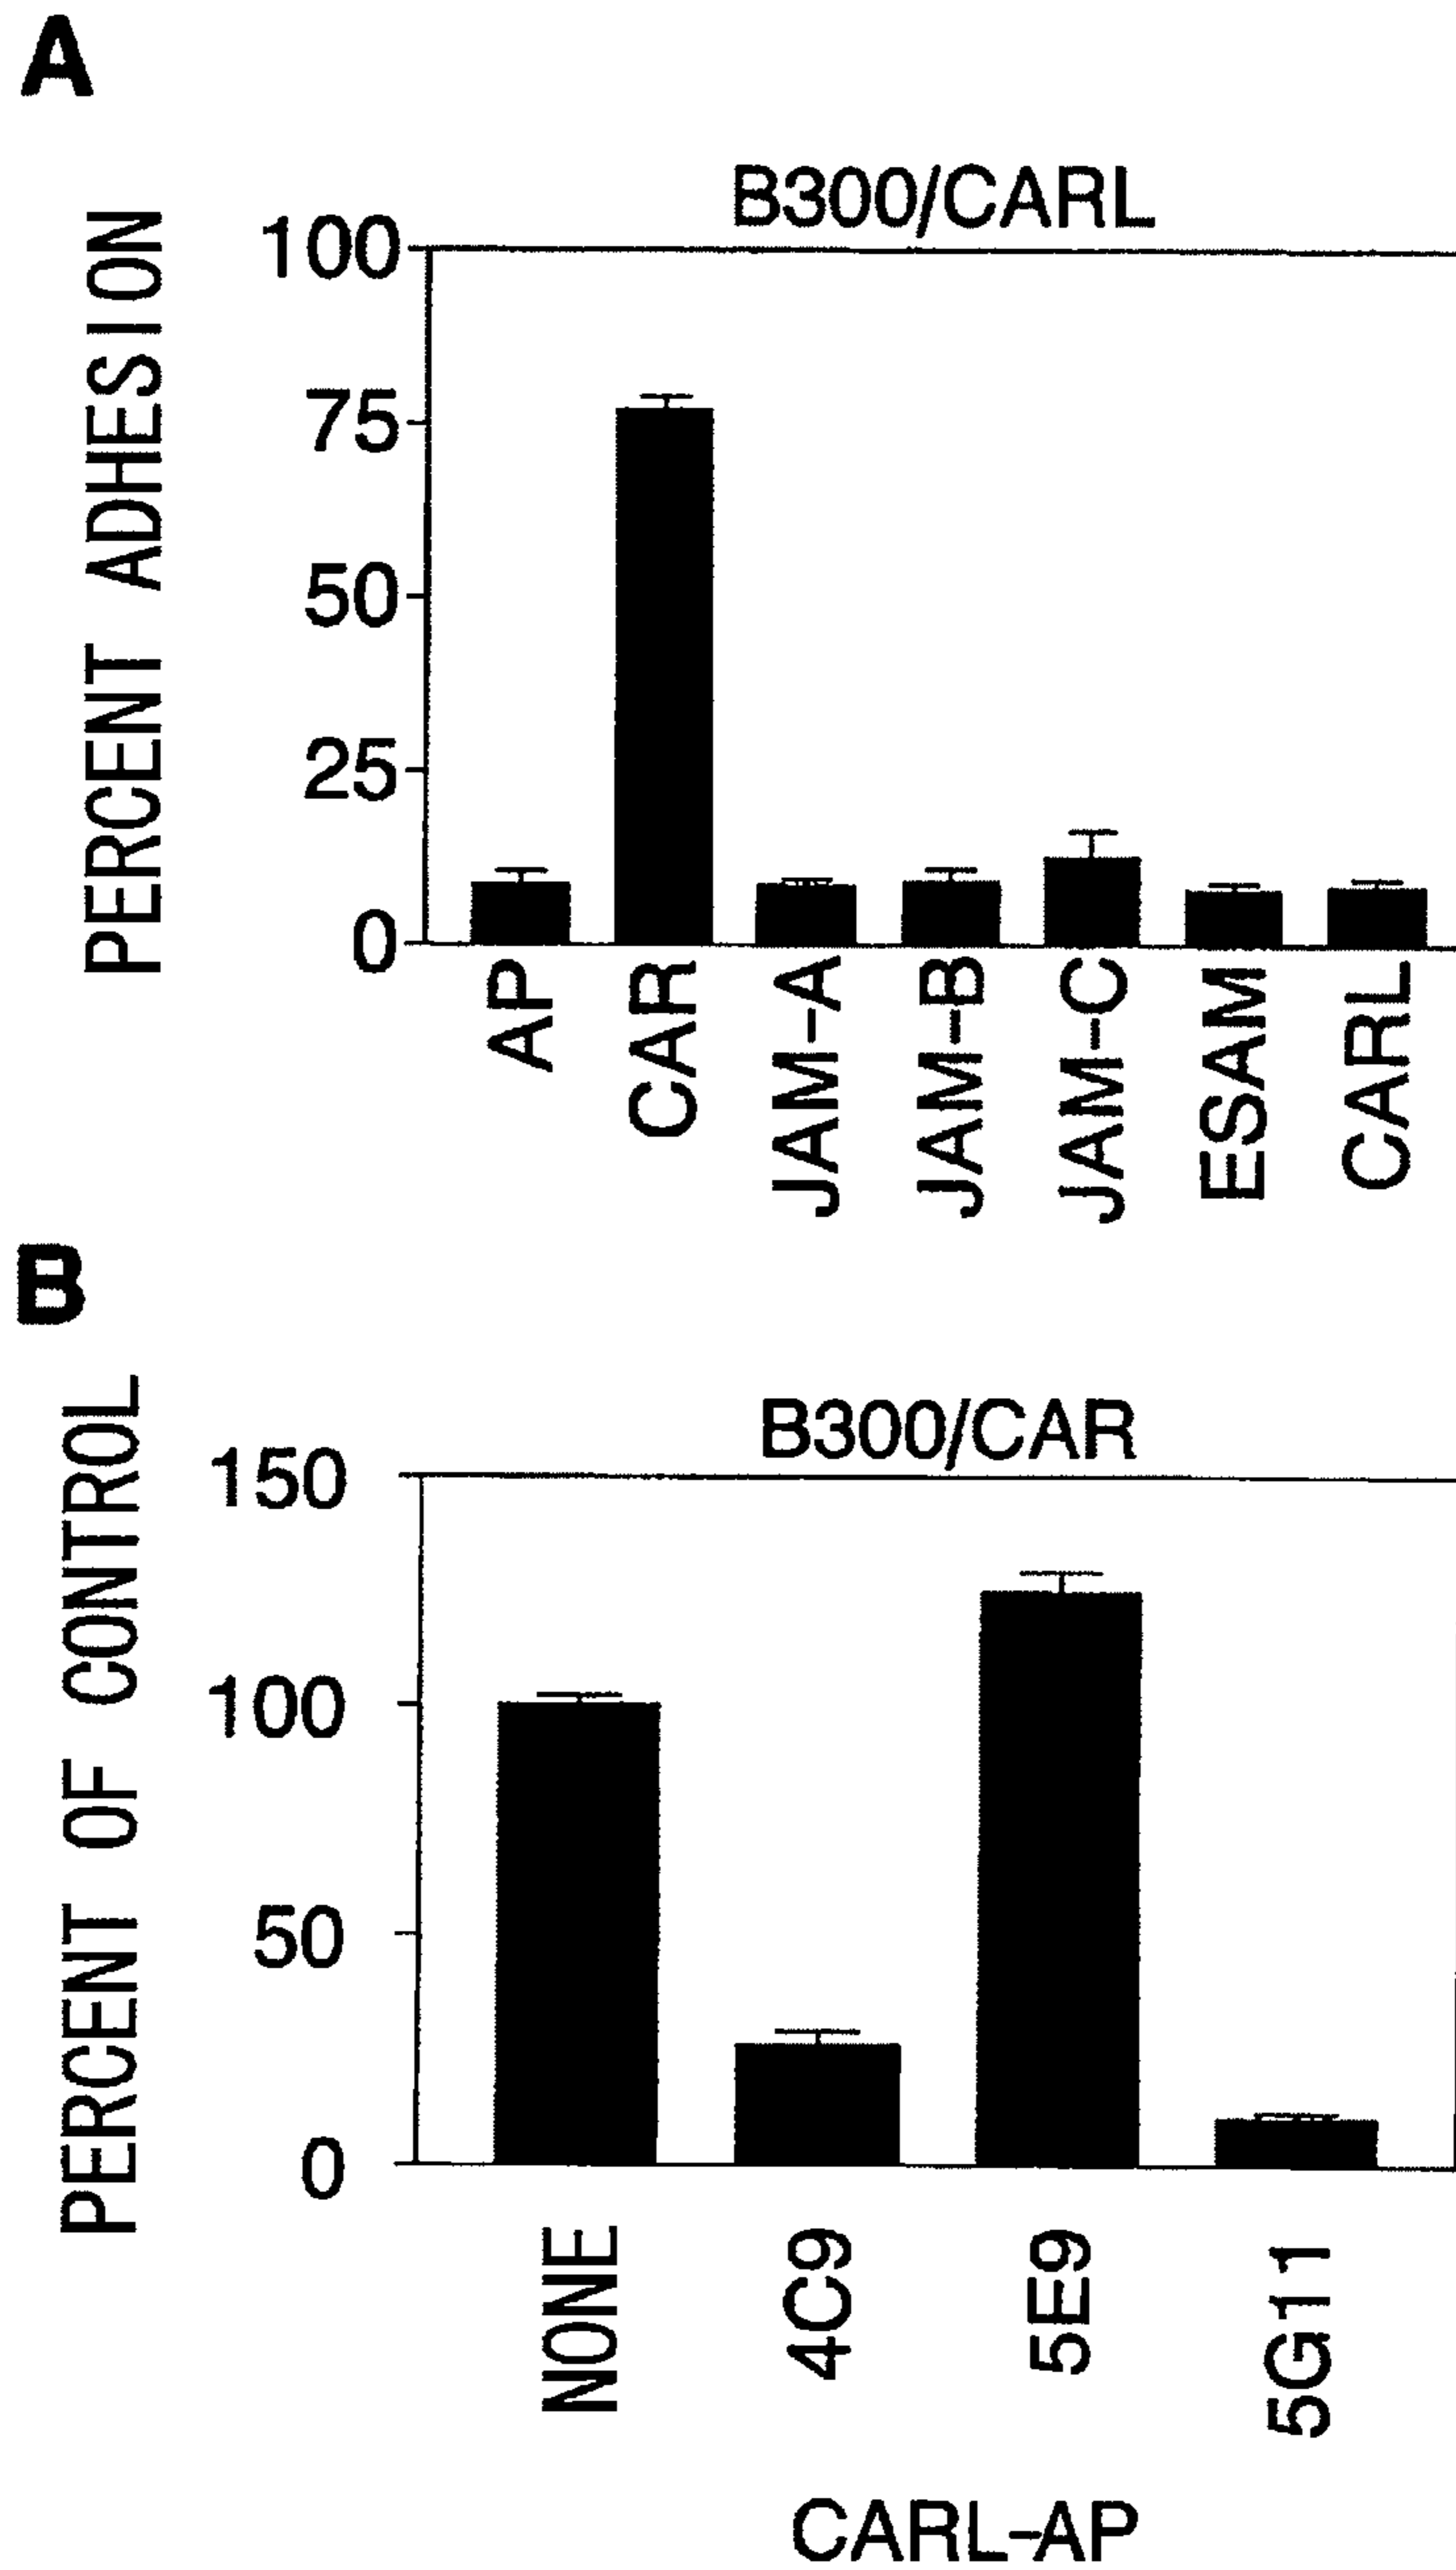 A
B300/CARL
PERCENT ADHESION
100
75
50
25
0
AP
CAR
JAM-A
JAM-B
JAM-C
ESAM
CARL
B
B300/CAR
PERCENT OF CONTROL
150
100
50
0
NONE
4C9
5E9
5G11
CARL-AP